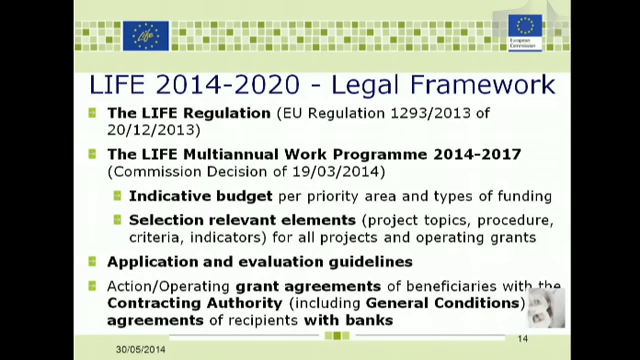 Life
European
Commission
LIFE 2014-2020 - Legal Framework
The LIFE Regulation (EU Regulation 1293/2013 of
20/12/2013)
The LIFE Multiannual Work Programme 2014-2017
(Commission Decision of 19/03/2014)
Indicative budget per priority area and types of funding
Selection relevant elements (project topics, procedure,
criteria, indicators) for all projects and operating grants
Application and evaluation guidelines
Action/Operating grant agreements of beneficiaries with the
Contracting Authority (including General Conditions)
agreements of recipients with banks
30/05/2014
14